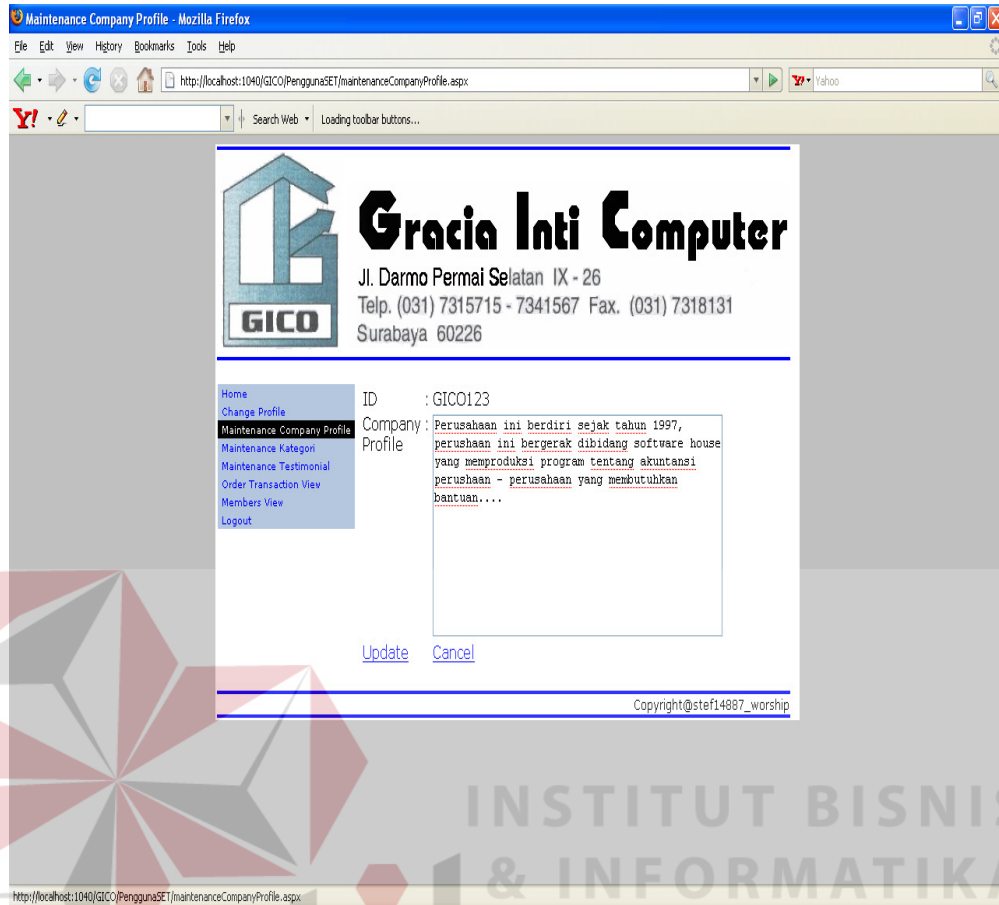 Maintenance Company Profile - Mozilla Firefox
File Edit View History Bookmarks Tools Help
http://localhost:1040/GICO/PenggunaSET/maintenanceCompanyProfile.aspx
Yahoo
Y! Search Web Loading toolbar buttons...
GICO
Gracia Inti Computer
Jl. Darmo Permai Selatan IX - 26
Telp. (031) 7315715 - 7341567 Fax. (031) 7318131
Surabaya 60226
Home
Change Profile
Maintenance Company Profile
Maintenance Kategori
Maintenance Testimonial
Order Transaction View
Members View
Logout
ID : GICO123
Company Profile :
Perusahaan ini berdiri sejak tahun 1997,
perushaan ini bergerak dibidang software house
yang memproduksi program tentang akuntansi
perushaan - perusahaan yang membutuhkan
bantuan....
Update Cancel
Copyright@stef14887_worship
INSTITUT BISNIS
& INFORMATIKA
http://localhost:1040/GICO/PenggunaSET/maintenanceCompanyProfile.aspx